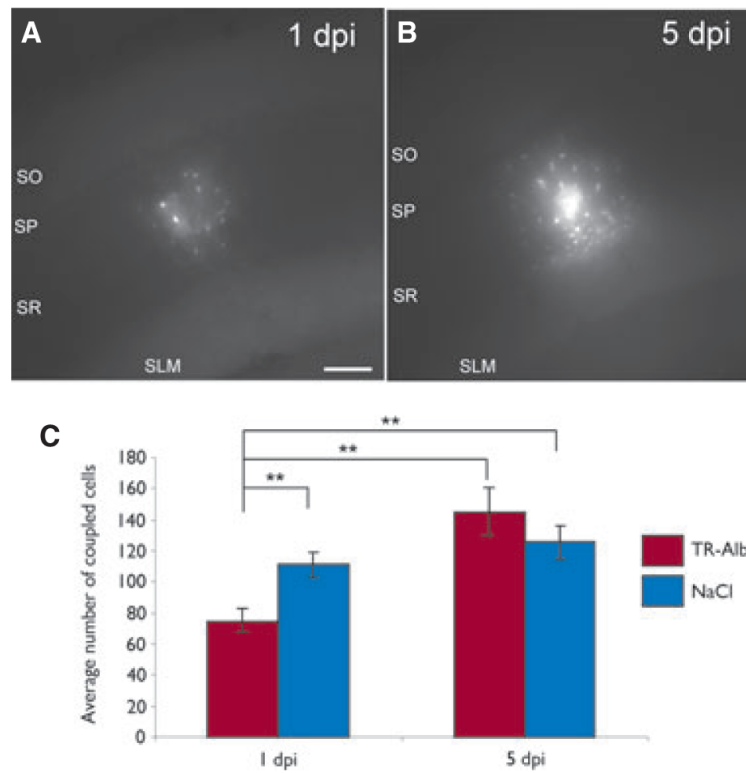 A
1 dpi
SO
SP
SR
SLM
B
5 dpi
SO
SP
SR
SLM
C
Average number of coupled cells
180
160
140
120
100
80
60
40
20
0
**
**
**
1 dpi
5 dpi
TR-Alb
NaCl